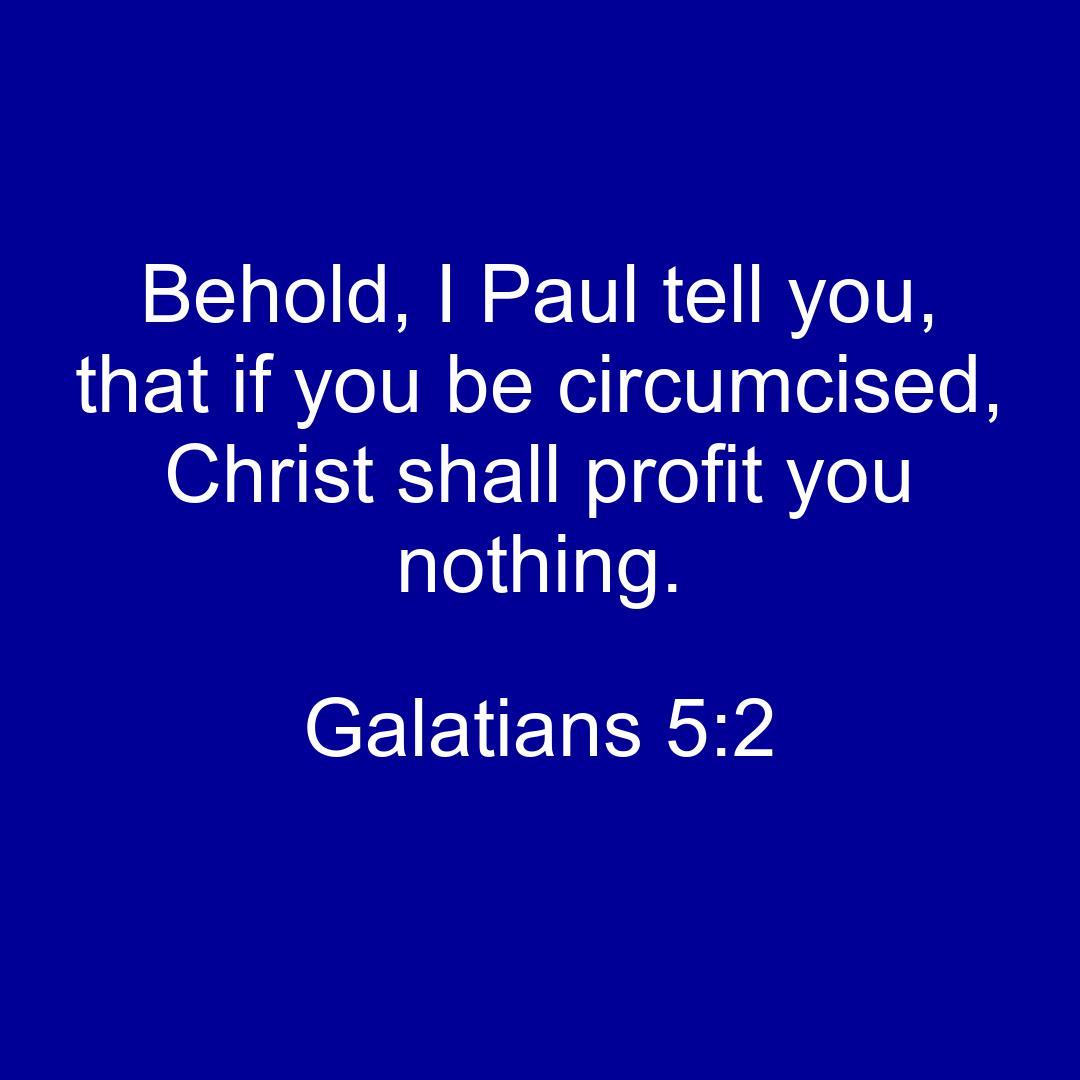 Behold, I Paul tell you,
that if you be circumcised,
Christ shall profit you
nothing.
Galatians 5:2